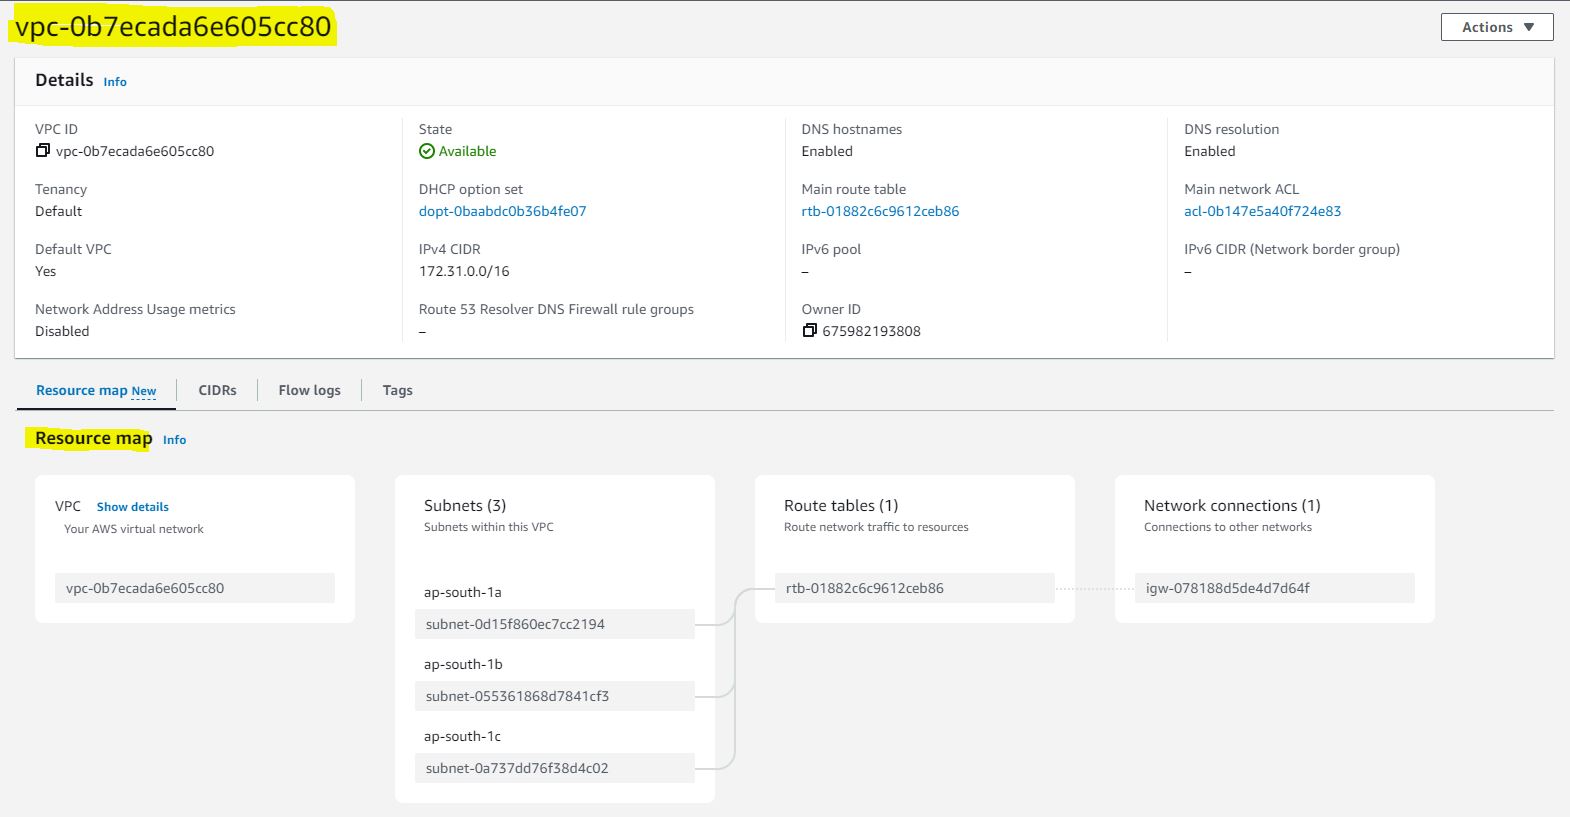 vpc-0b7ecada6e605cc80
Actions
Details Info
VPC ID
vpc-0b7ecada6e605cc80
State
Available
DNS hostnames
Enabled
DNS resolution
Enabled
Tenancy
Default
DHCP option set
dopt-0baabdc0b36b4fe07
Main route table
rtb-01882c6c9612ceb86
Main network ACL
acl-0b147e5a40f724e83
Default VPC
Yes
IPv4 CIDR
172.31.0.0/16
IPv6 pool
–
IPv6 CIDR (Network border group)
–
Network Address Usage metrics
Disabled
Route 53 Resolver DNS Firewall rule groups
–
Owner ID
675982193808
Resource map New
CIDRs
Flow logs
Tags
Resource map Info
VPC Show details
Your AWS virtual network
vpc-0b7ecada6e605cc80
Subnets (3)
Subnets within this VPC
ap-south-1a
subnet-0d15f860ec7cc2194
ap-south-1b
subnet-055361868d7841cf3
ap-south-1c
subnet-0a737dd76f38d4c02
Route tables (1)
Route network traffic to resources
rtb-01882c6c9612ceb86
Network connections (1)
Connections to other networks
igw-078188d5de4d7d64f